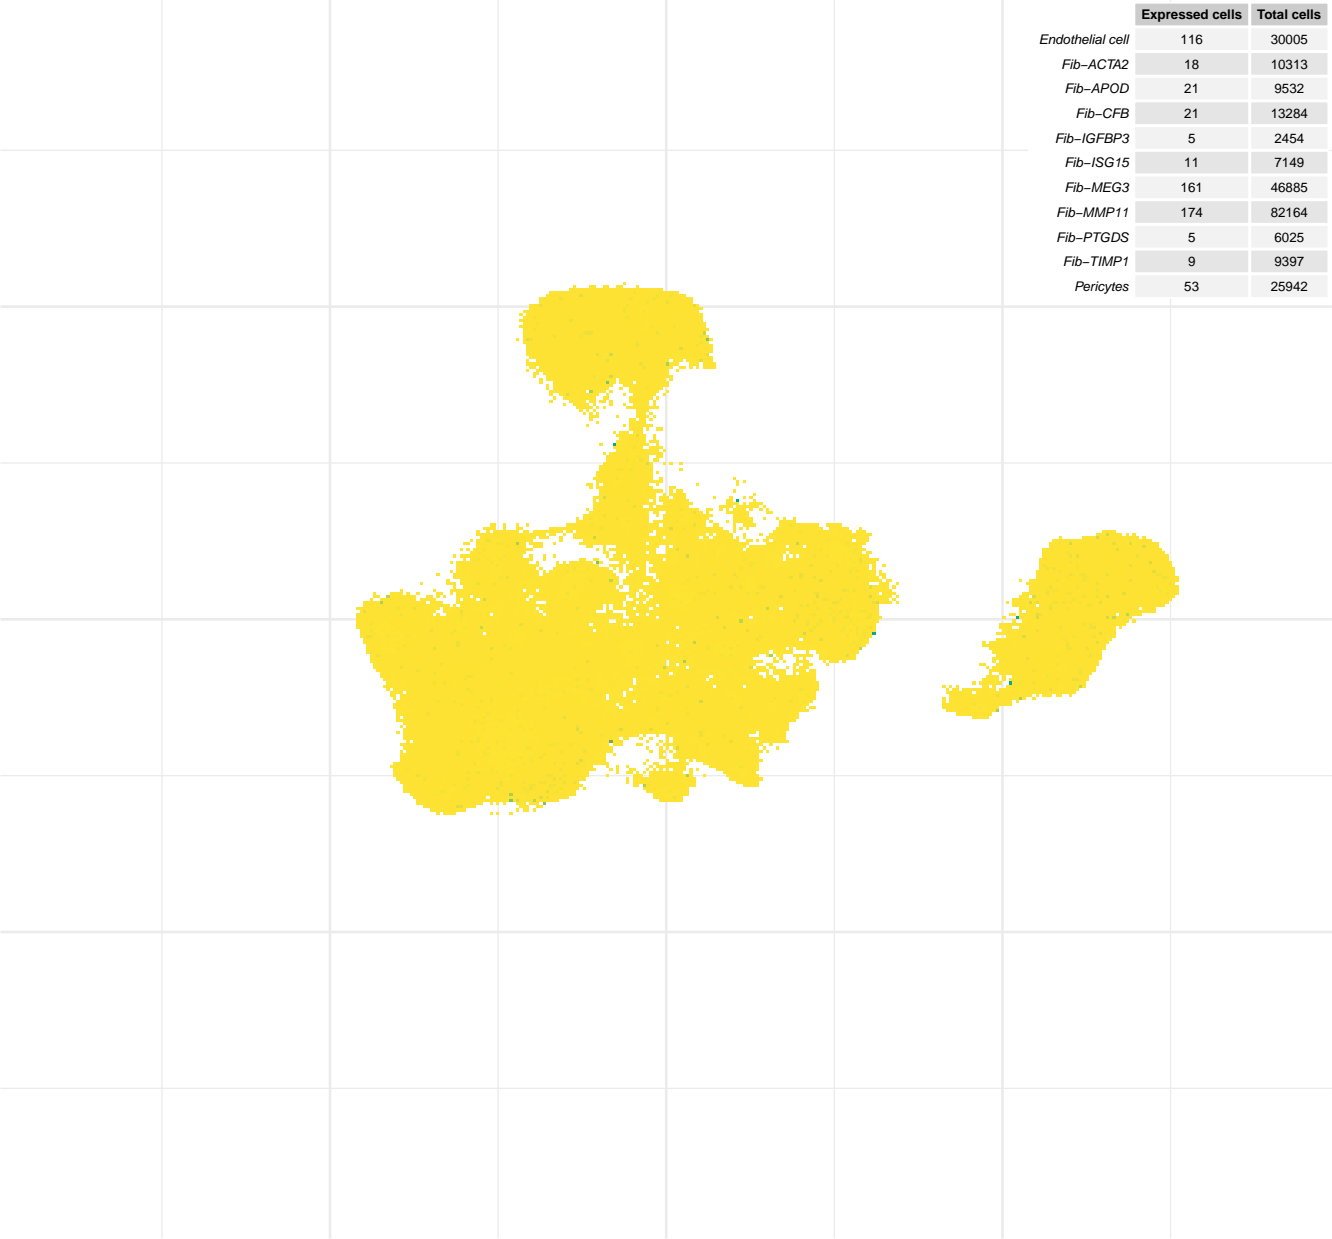 Expressed cells Total cells
Endothelial cell 116 30005
Fib−ACTA2 18 10313
Fib−APOD 21 9532
Fib−CFB 21 13284
Fib−IGFBP3 5 2454
Fib−ISG15 11 7149
Fib−MEG3 161 46885
Fib−MMP11 174 82164
Fib−PTGDS 5 6025
Fib−TIMP1 9 9397
Pericytes 53 25942